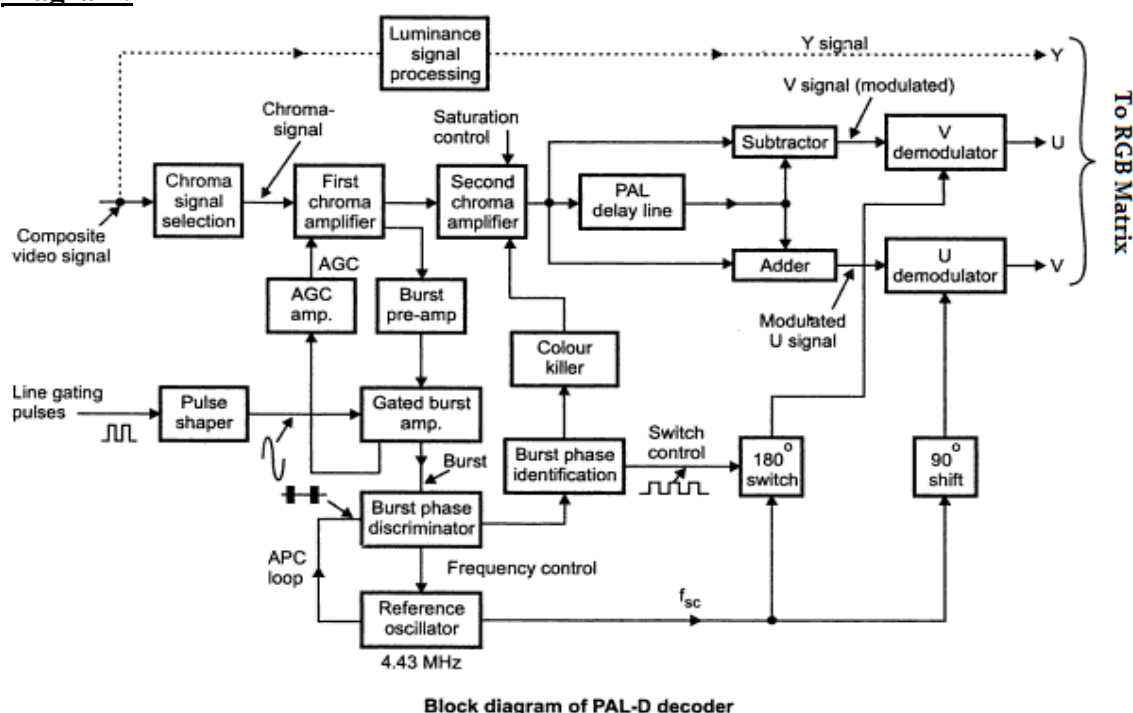 Luminance
signal
processing
Y signal
Y
V signal (modulated)
Chroma-
signal
Saturation
control
Subtractor
V
demodulator
U
Chroma
signal
selection
First
chroma
amplifier
Second
chroma
amplifier
PAL
delay line
To RGB Matrix
Composite
video signal
AGC
Adder
U
demodulator
V
AGC
amp.
Burst
pre-amp
Modulated
U signal
Colour
killer
Line gating
pulses
Pulse
shaper
Gated burst
amp.
Switch
control
Burst phase
identification
180°
switch
90°
shift
Burst
Burst phase
discriminator
APC
loop
Frequency control
Reference
oscillator
fsc
4.43 MHz
Block diagram of PAL-D decoder